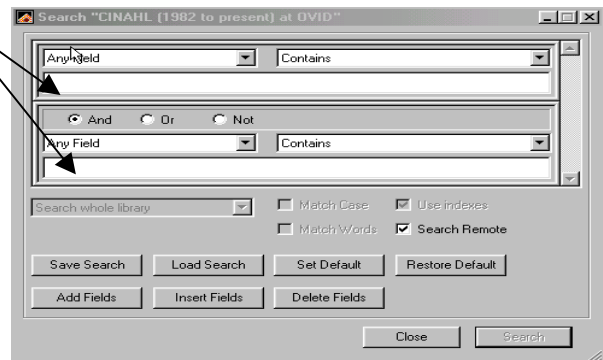 Search "CINAHL (1982 to present) at OVID"
Any Field Contains
And Or Not
Any Field Contains
Search whole library Match Case Use indexes
Match Words Search Remote
Save Search Load Search Set Default Restore Default
Add Fields Insert Fields Delete Fields
Close Search